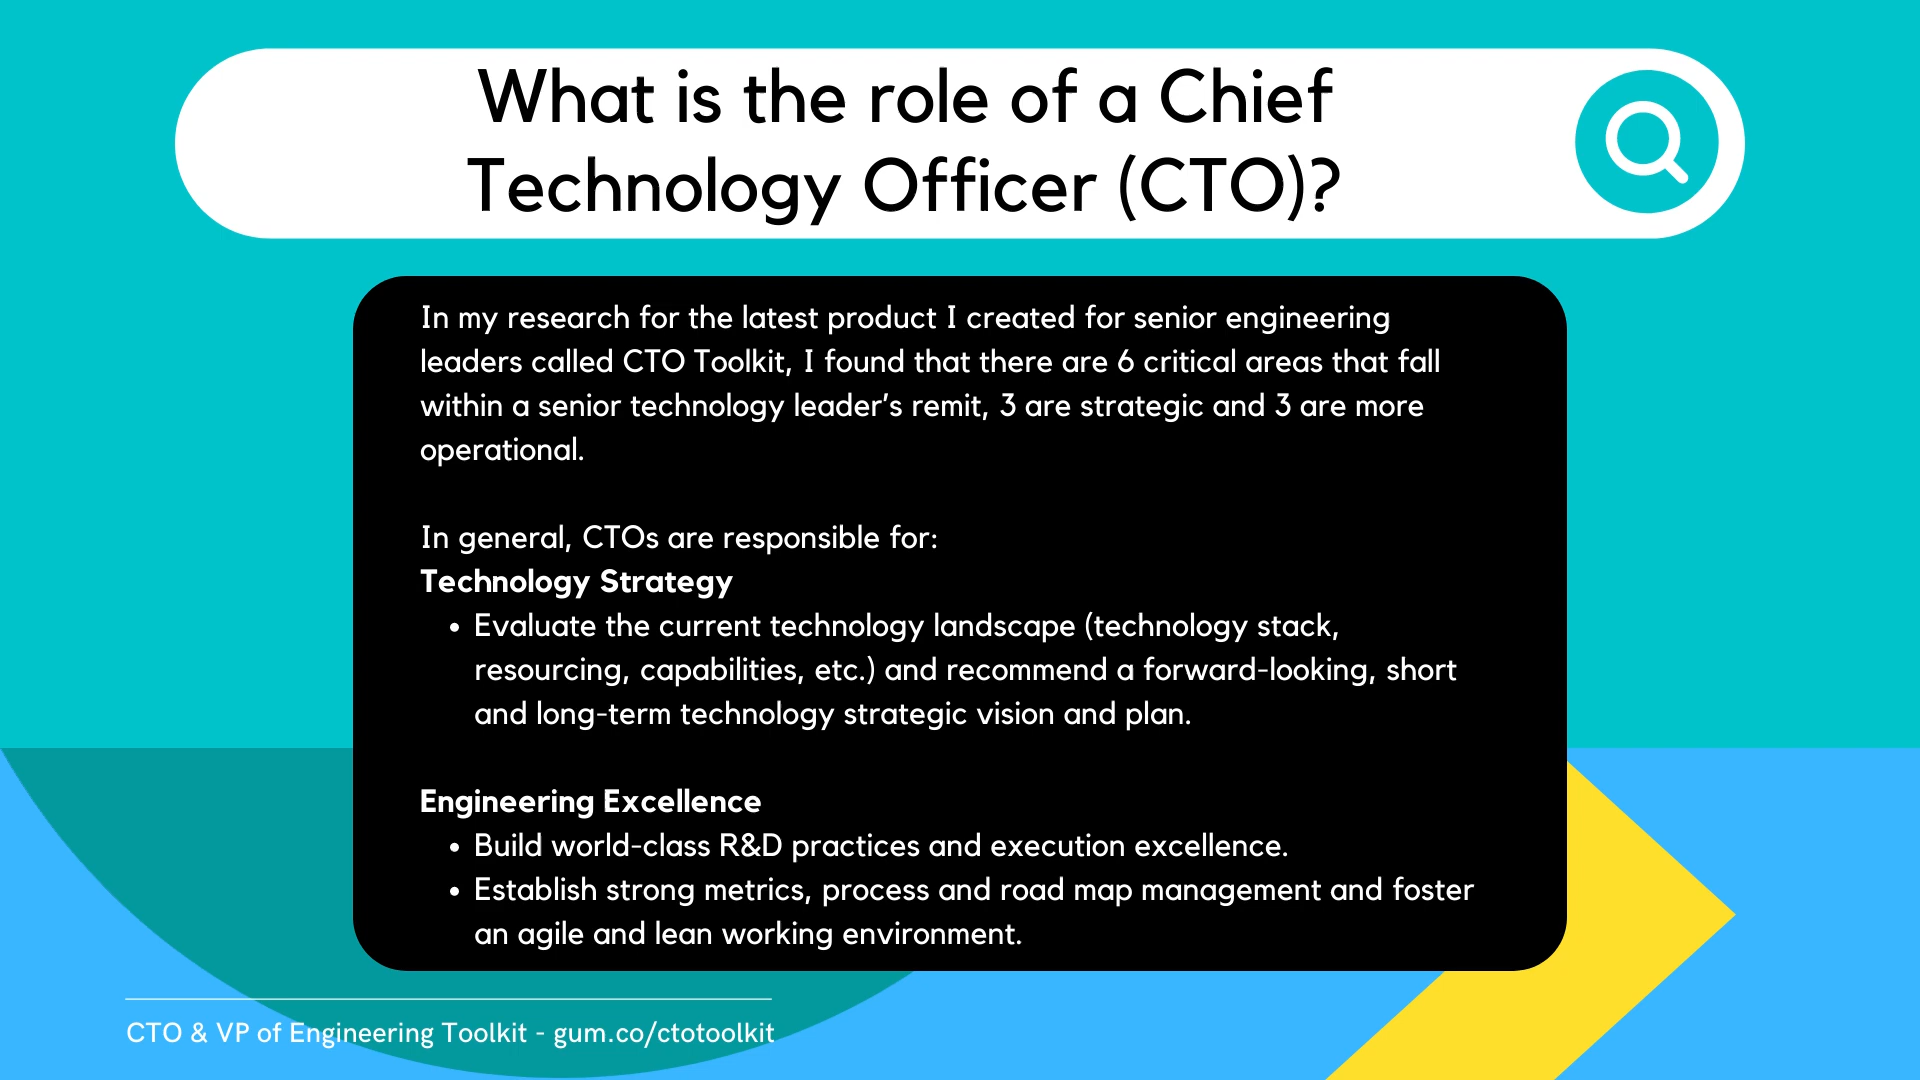 What is the role of a Chief
Technology Officer (CTO)?
In my research for the latest product I created for senior engineering
leaders called CTO Toolkit, I found that there are 6 critical areas that fall
within a senior technology leader’s remit, 3 are strategic and 3 are more
operational.
In general, CTOs are responsible for:
Technology Strategy
• Evaluate the current technology landscape (technology stack,
resourcing, capabilities, etc.) and recommend a forward-looking, short
and long-term technology strategic vision and plan.
Engineering Excellence
• Build world-class R&D practices and execution excellence.
• Establish strong metrics, process and road map management and foster
an agile and lean working environment.
CTO & VP of Engineering Toolkit - gum.co/ctotoolkit